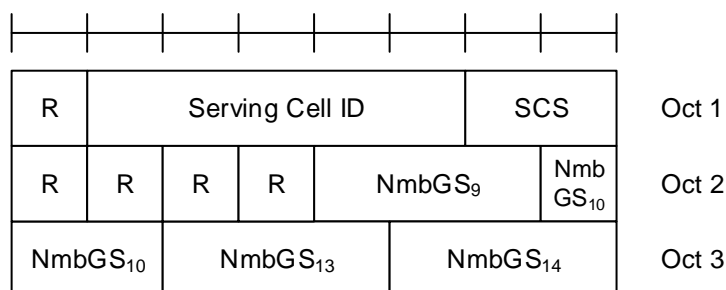 R Serving Cell ID SCS Oct 1
R R R R NmbGS₉ Nmb
GS₁₀ Oct 2
NmbGS₁₀ NmbGS₁₃ NmbGS₁₄ Oct 3